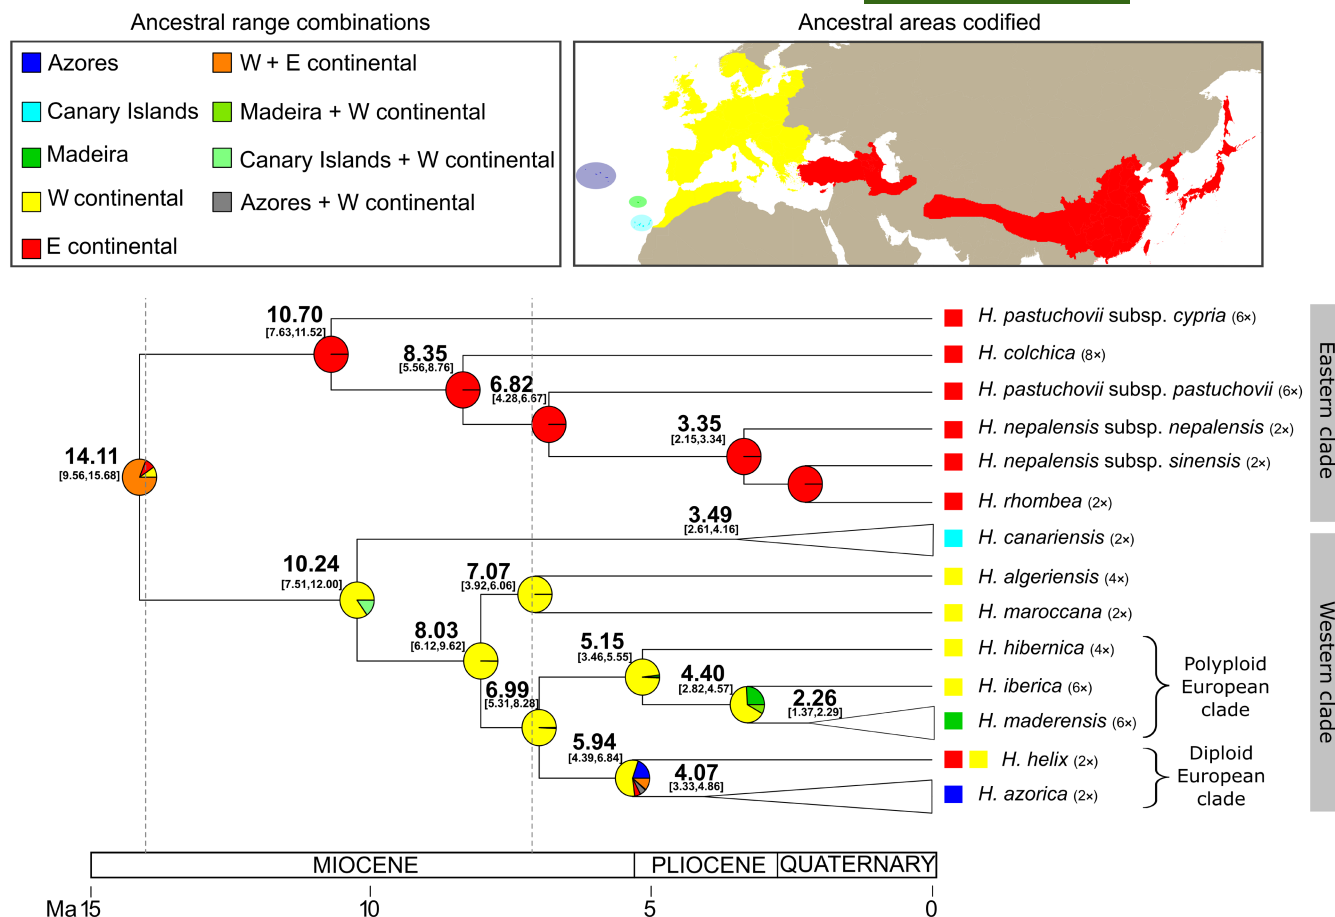 Ancestral range combinations
Ancestral areas codified
Azores
W + E continental
Canary Islands
Madeira + W continental
Madeira
Canary Islands + W continental
W continental
Azores + W continental
E continental
10.70
[7.63,11.52]
H. pastuchovii subsp. cypria (6×)
8.35
[5.56,8.76]
H. colchica (8×)
6.82
[4.28,6.67]
H. pastuchovii subsp. pastuchovii (6×)
3.35
[2.15,3.34]
H. nepalensis subsp. nepalensis (2×)
14.11
[9.56,15.68]
H. nepalensis subsp. sinensis (2×)
H. rhombea (2×)
Eastern clade
3.49
[2.61,4.16]
H. canariensis (2×)
10.24
[7.51,12.00]
7.07
[3.92,6.06]
H. algeriensis (4×)
H. maroccana (2×)
8.03
[6.12,9.62]
5.15
[3.46,5.55]
H. hibernica (4×)
4.40
[2.82,4.57]
H. iberica (6×)
6.99
[5.31,8.28]
2.26
[1.37,2.29]
H. maderensis (6×)
Polyploid
European
clade
5.94
[4.39,6.84]
H. helix (2×)
4.07
[3.33,4.86]
H. azorica (2×)
Diploid
European
clade
Western clade
MIOCENE
PLIOCENE
QUATERNARY
Ma 15
10
5
0